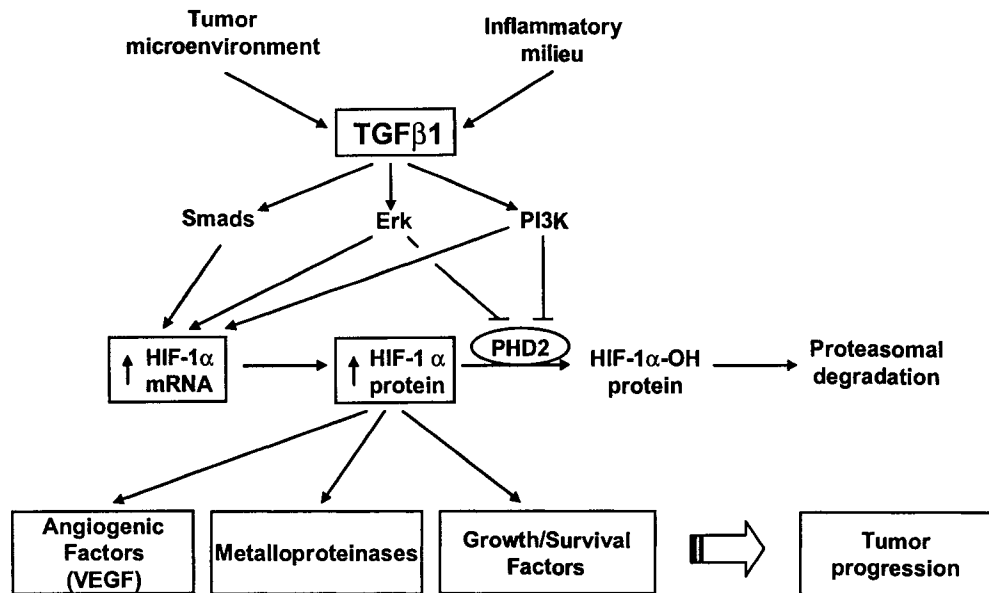 Tumor
microenvironment
Inflammatory
milieu
TGFβ1
Smads
Erk
PI3K
HIF-1α
mRNA
HIF-1 α
protein
PHD2
HIF-1α-OH
protein
Proteasomal
degradation
Angiogenic
Factors
(VEGF)
Metalloproteinases
Growth/Survival
Factors
Tumor
progression